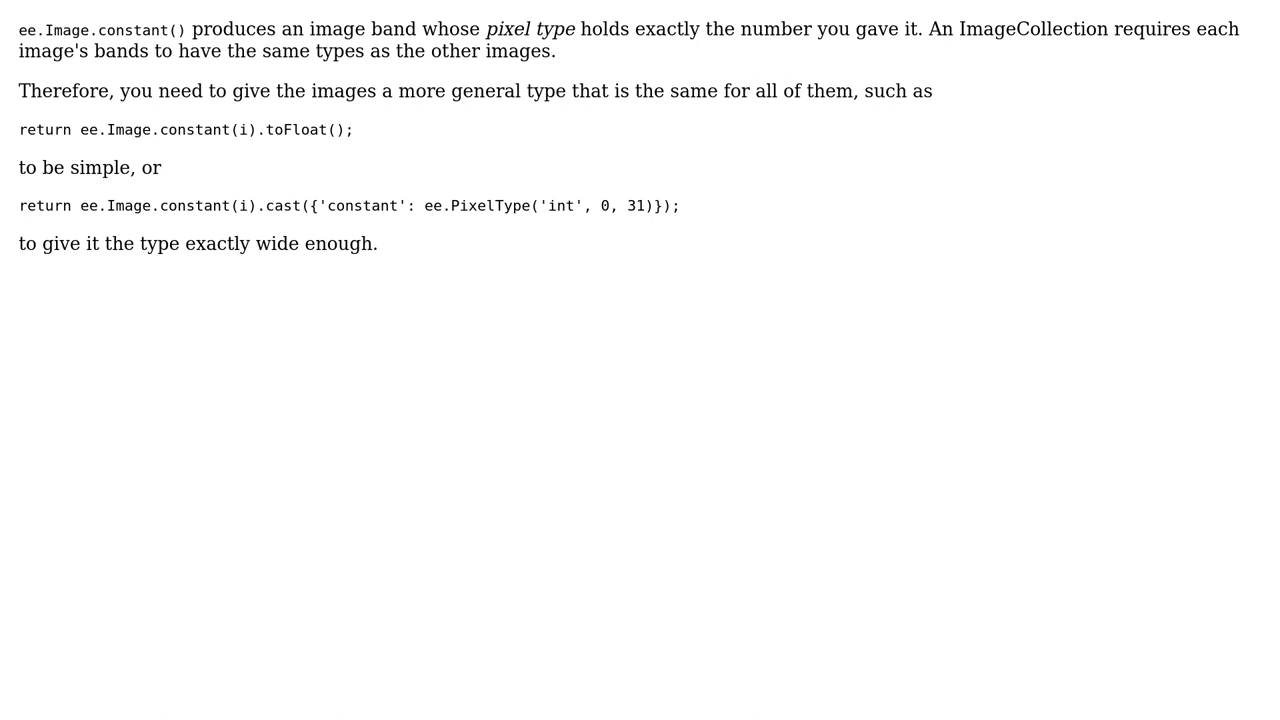 ee.Image.constant() produces an image band whose pixel type holds exactly the number you gave it. An ImageCollection requires each
image's bands to have the same types as the other images.
Therefore, you need to give the images a more general type that is the same for all of them, such as
return ee.Image.constant(i).toFloat();
to be simple, or
return ee.Image.constant(i).cast({'constant': ee.PixelType('int', 0, 31)});
to give it the type exactly wide enough.